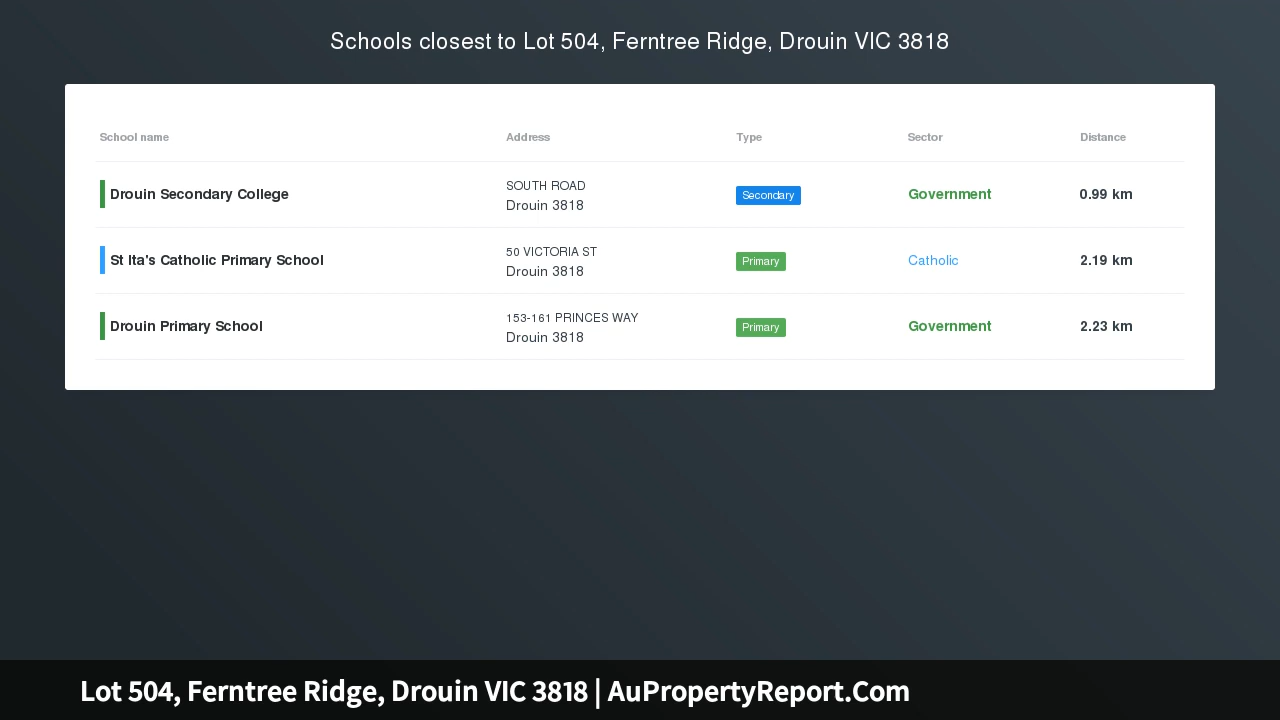 Schools closest to Lot 504, Ferntree Ridge, Drouin VIC 3818
School name Address Type Sector Distance
Drouin Secondary College SOUTH ROAD Drouin 3818 Secondary Government 0.99 km
St Ita's Catholic Primary School 50 VICTORIA ST Drouin 3818 Primary Catholic 2.19 km
Drouin Primary School 153-161 PRINCES WAY Drouin 3818 Primary Government 2.23 km
Lot 504, Ferntree Ridge, Drouin VIC 3818 | AuPropertyReport.Com